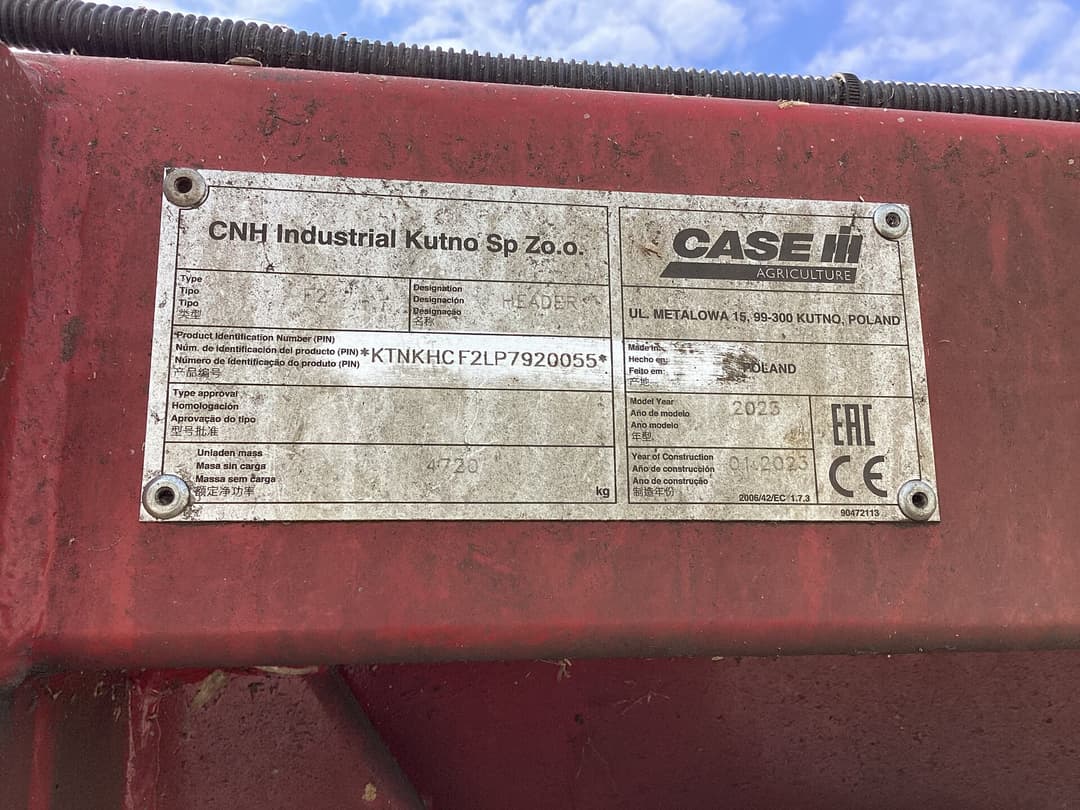 CNH Industrial Kutno Sp Zo.o.
Type
Tipo
Tipo
类型
F2
Designation
Designación
Designação
名称
HEADER
Product Identification Number (PIN)
Núm. de identificación del producto (PIN)
Número de identificação do produto (PIN)
产品编号
*KTNKHCF2LP7920055*
Type approval
Homologación
Aprovação do tipo
型号批准
Unladen mass
Masa sin carga
Massa sem carga
额定净功率
4720
kg
CASE IH
AGRICULTURE
UL. METALOWA 15, 99-300 KUTNO, POLAND
Made in:
Hecho en:
Feito em:
产地
POLAND
Model Year
Año de modelo
Ano modelo
年型
2023
Year of Construction
Año de construcción
Ano de construção
制造年份
01.2023
2006/42/EC 1.7.3
EAC
CE
90472113